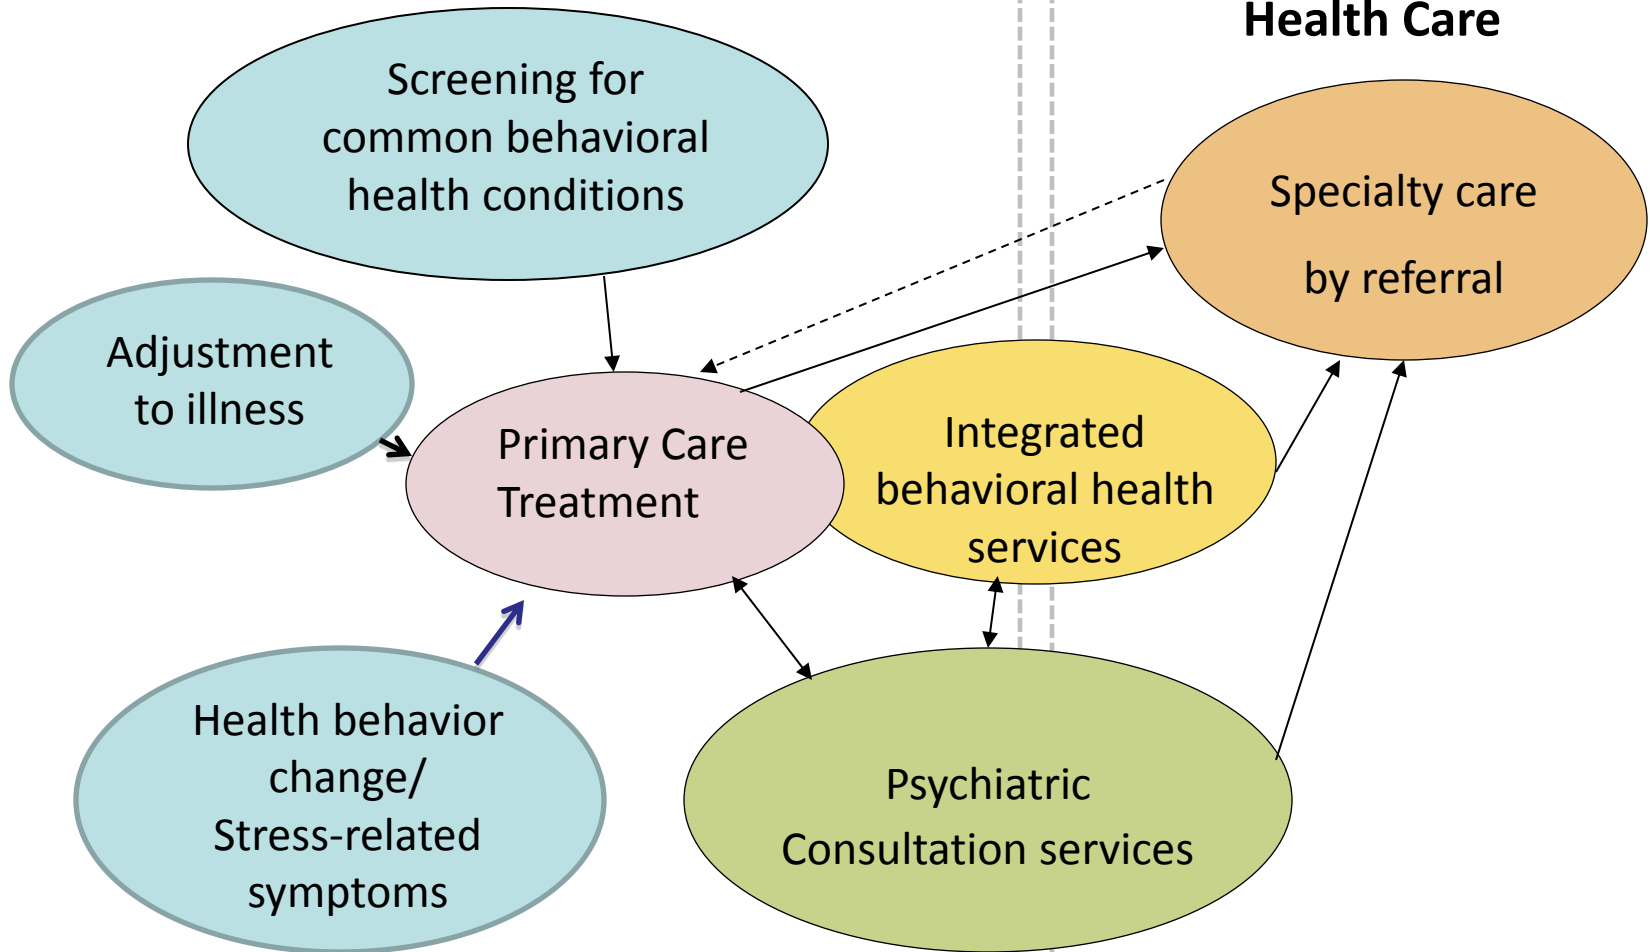 Health Care
Screening for
common behavioral
health conditions
Specialty care
by referral
Adjustment
to illness
Primary Care
Treatment
Integrated
behavioral health
services
Health behavior
change/
Stress-related
symptoms
Psychiatric
Consultation services